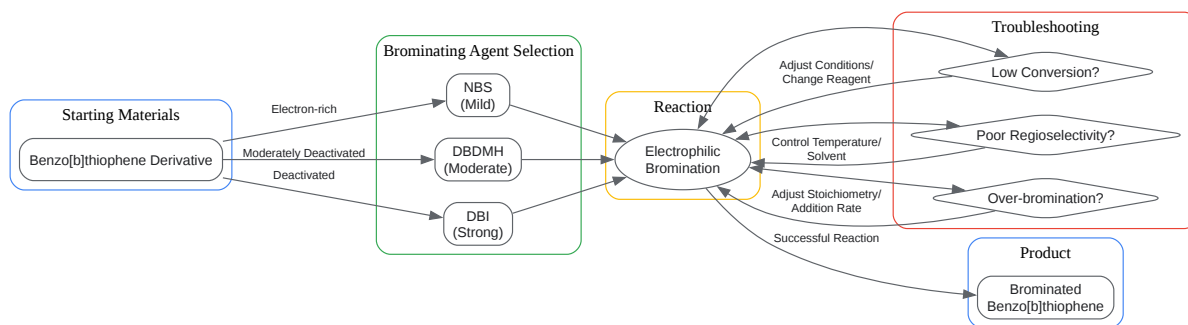 Starting Materials
Benzo[b]thiophene Derivative
Electron-rich
Moderately Deactivated
Deactivated
Brominating Agent Selection
NBS
(Mild)
DBDMH
(Moderate)
DBI
(Strong)
Reaction
Electrophilic
Bromination
Adjust Conditions/
Change Reagent
Control Temperature/
Solvent
Adjust Stoichiometry/
Addition Rate
Successful Reaction
Troubleshooting
Low Conversion?
Poor Regioselectivity?
Over-bromination?
Product
Brominated
Benzo[b]thiophene